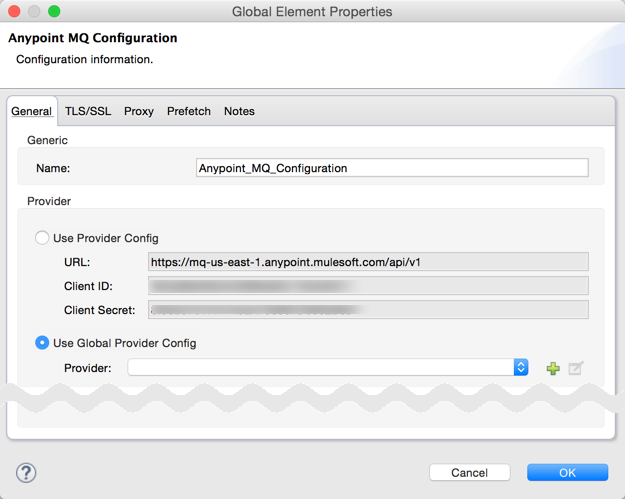 Global Element Properties
Anypoint MQ Configuration
Configuration information.
General TLS/SSL Proxy Prefetch Notes
Generic
Name: Anypoint_MQ_Configuration
Provider
Use Provider Config
URL: https://mq-us-east-1.anypoint.mulesoft.com/api/v1
Client ID:
Client Secret:
Use Global Provider Config
Provider:
? Cancel OK